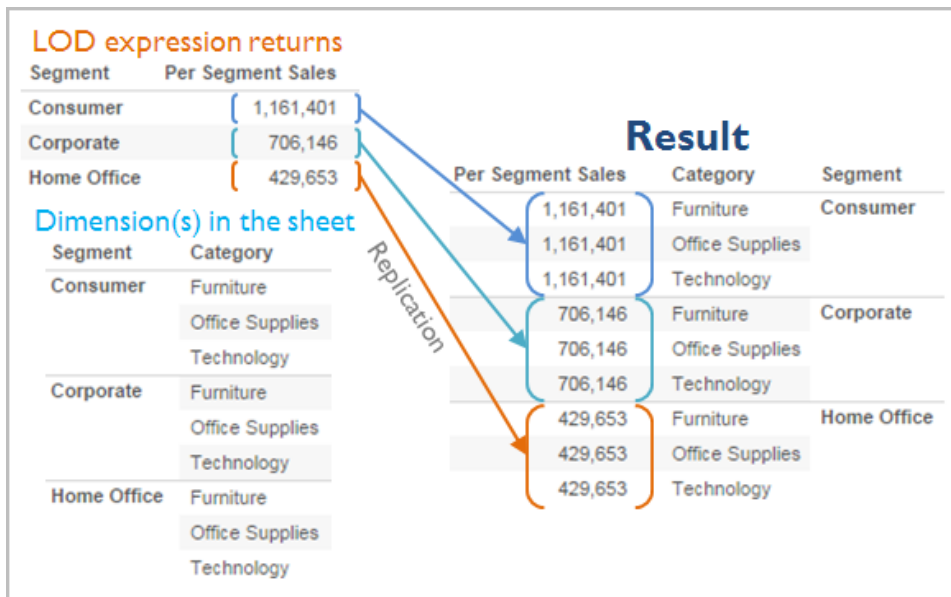 LOD expression returns
Segment Per Segment Sales
Consumer 1,161,401
Corporate 706,146
Home Office 429,653
Dimension(s) in the sheet
Segment Category
Consumer Furniture
Office Supplies
Technology
Corporate Furniture
Office Supplies
Technology
Home Office Furniture
Office Supplies
Technology
Replication
Result
Per Segment Sales Category Segment
1,161,401 Furniture Consumer
1,161,401 Office Supplies
1,161,401 Technology
706,146 Furniture Corporate
706,146 Office Supplies
706,146 Technology
429,653 Furniture Home Office
429,653 Office Supplies
429,653 Technology